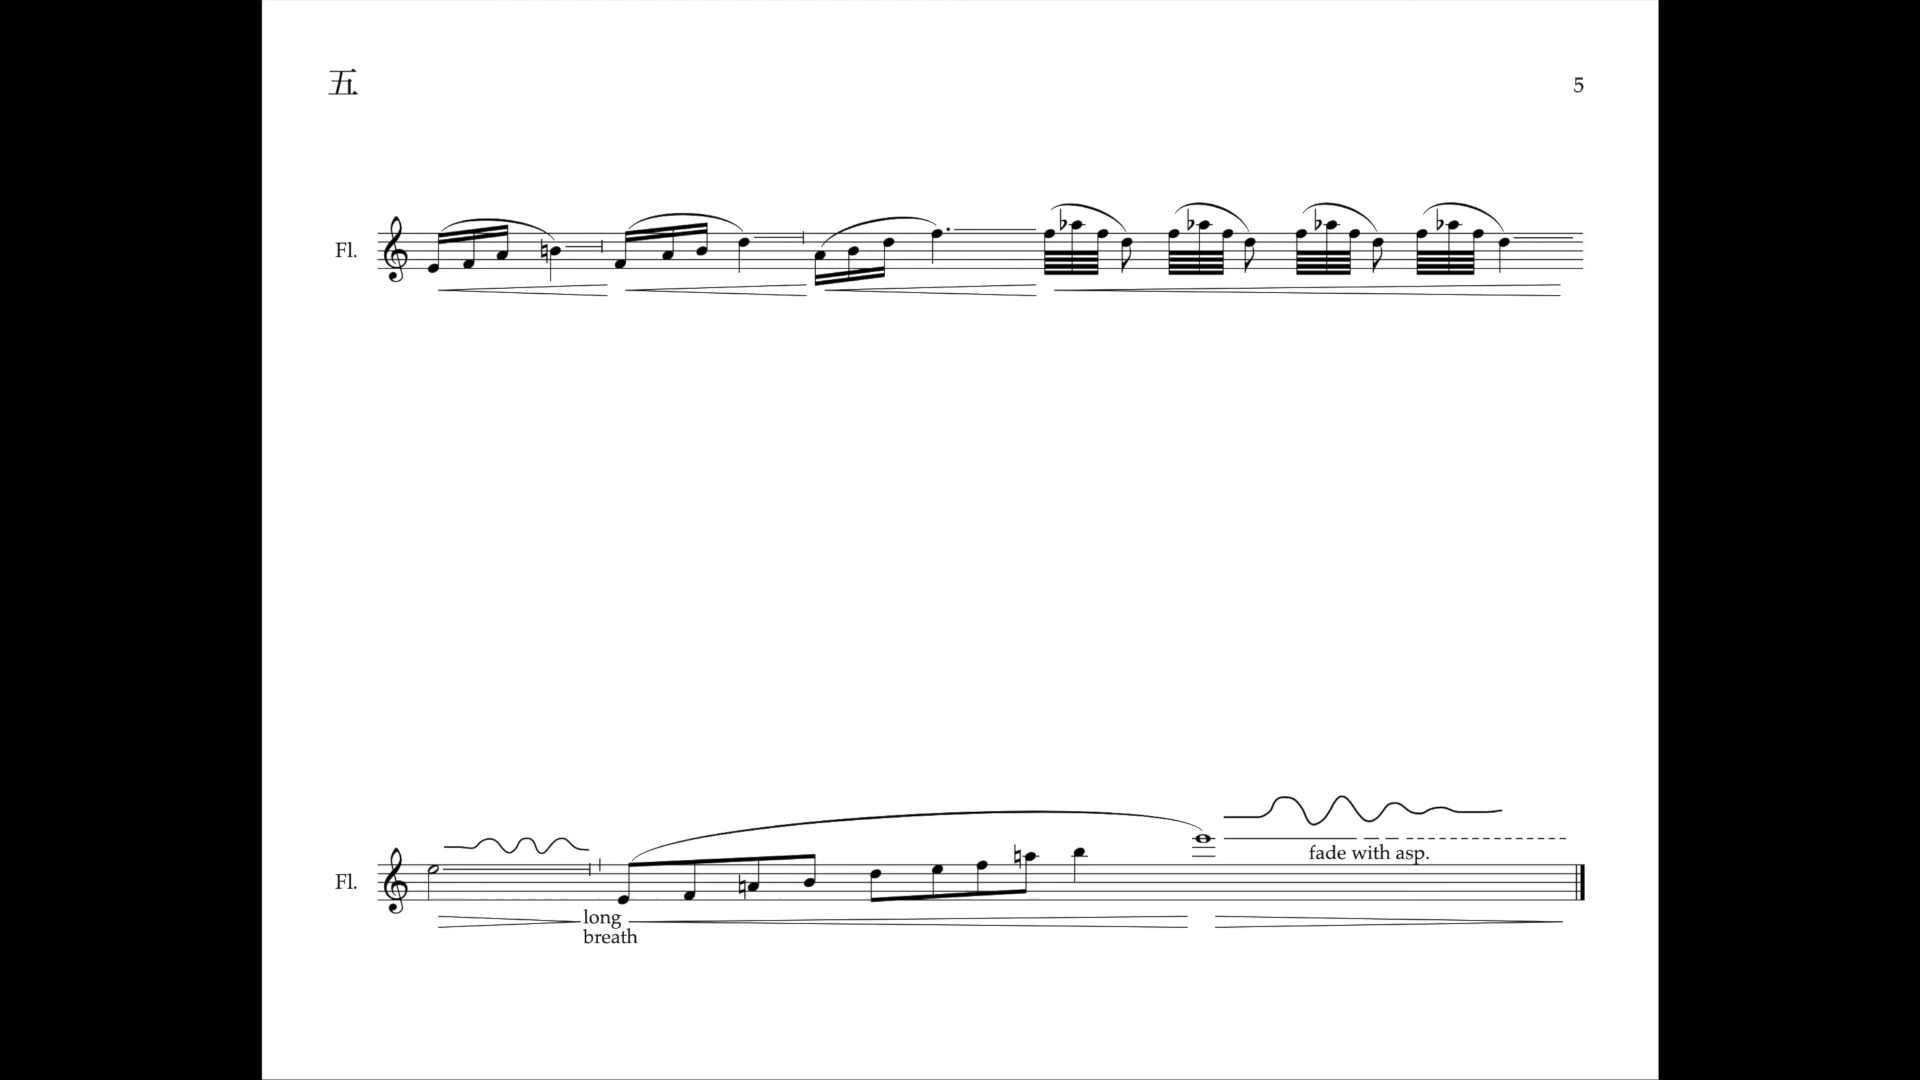 五. 5
Fl.
Fl.
fade with asp.
long
breath